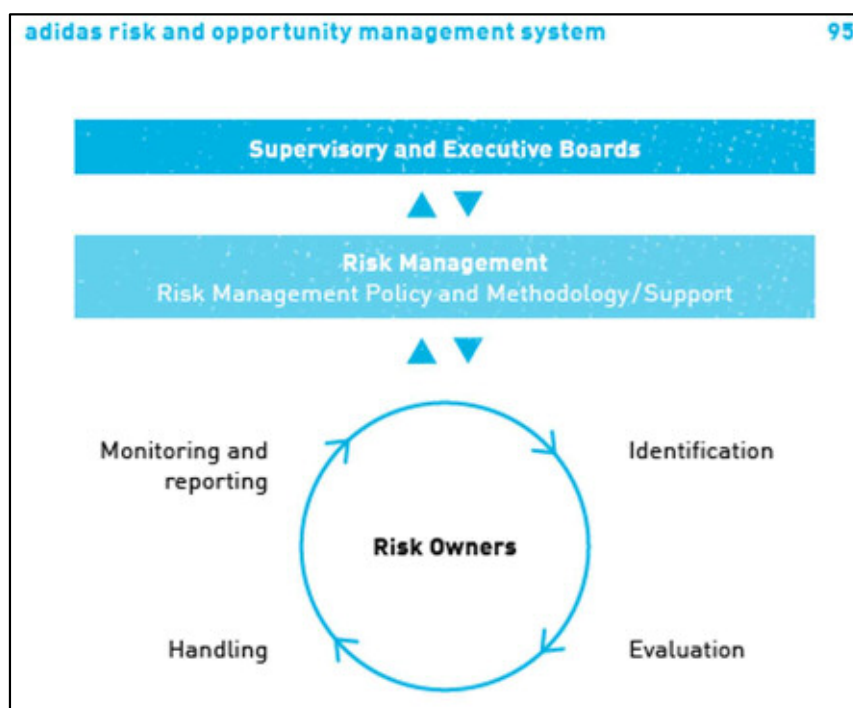 adidas risk and opportunity management system 95
Supervisory and Executive Boards
Risk Management
Risk Management Policy and Methodology/Support
Monitoring and
reporting
Identification
Risk Owners
Handling
Evaluation